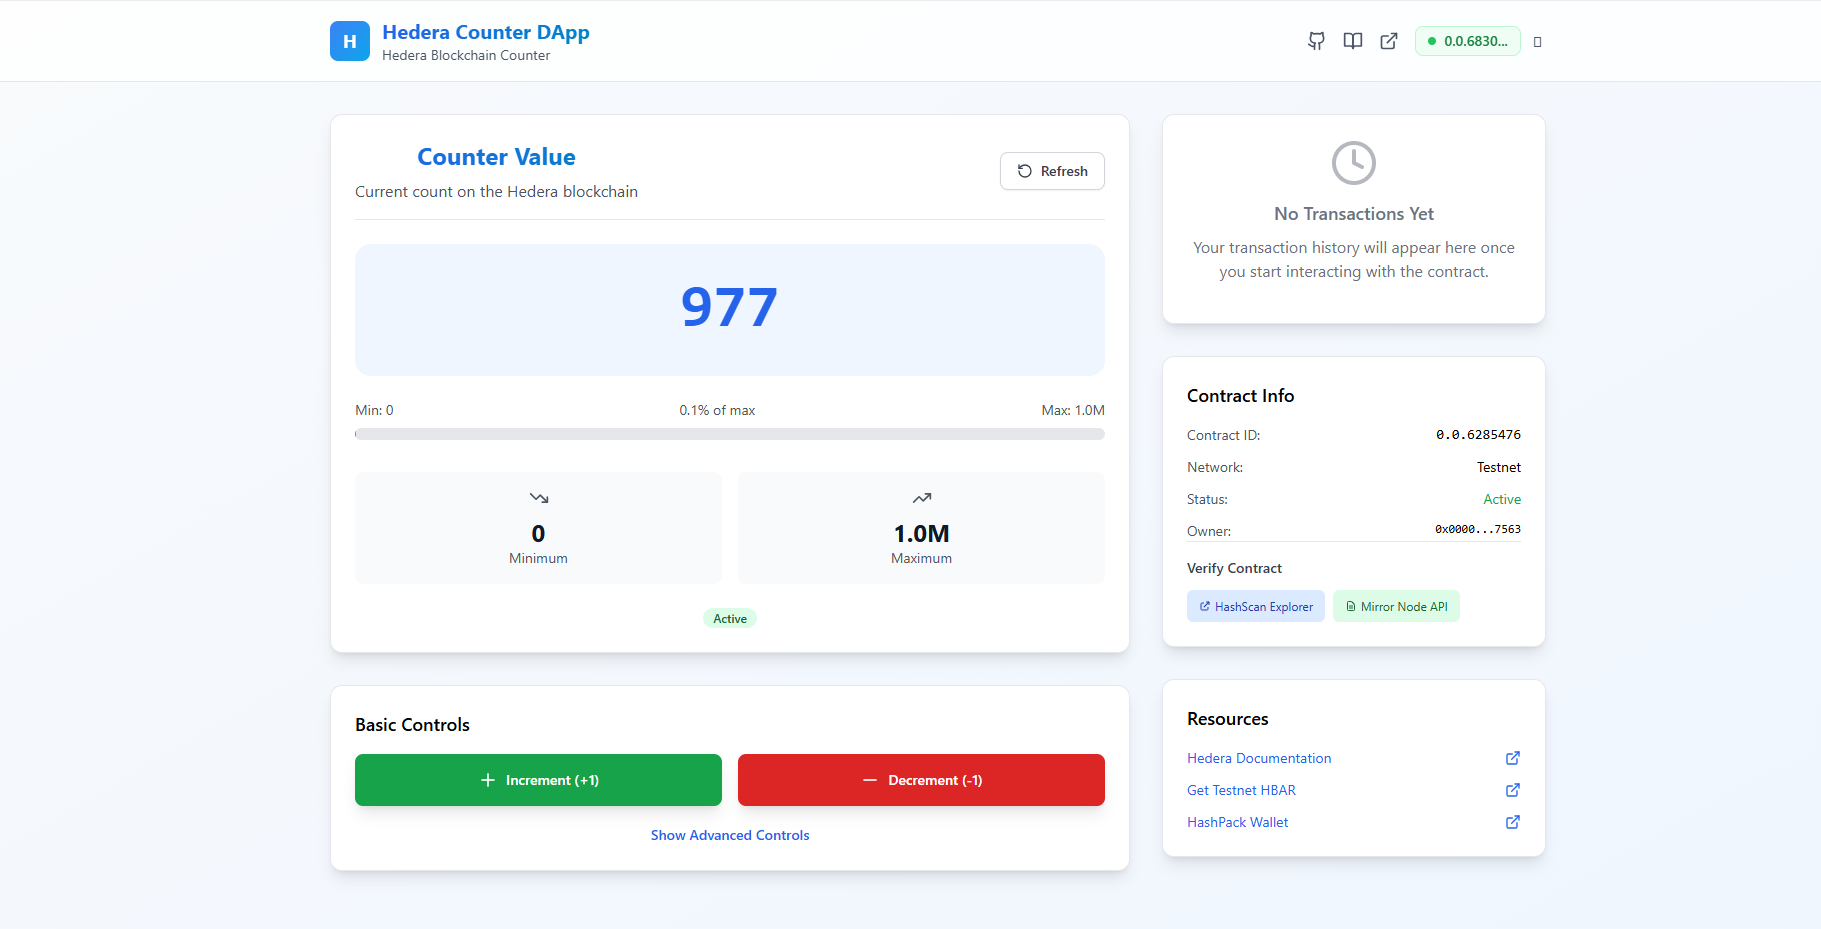 H
Hedera Counter DApp
Hedera Blockchain Counter
0.0.6830...
Counter Value
Current count on the Hedera blockchain
Refresh
977
Min: 0
0.1% of max
Max: 1.0M
0
Minimum
1.0M
Maximum
Active
Basic Controls
Increment (+1)
Decrement (-1)
Show Advanced Controls
No Transactions Yet
Your transaction history will appear here once
you start interacting with the contract.
Contract Info
Contract ID: 0.0.6285476
Network: Testnet
Status: Active
Owner: 0x0000...7563
Verify Contract
HashScan Explorer
Mirror Node API
Resources
Hedera Documentation
Get Testnet HBAR
HashPack Wallet